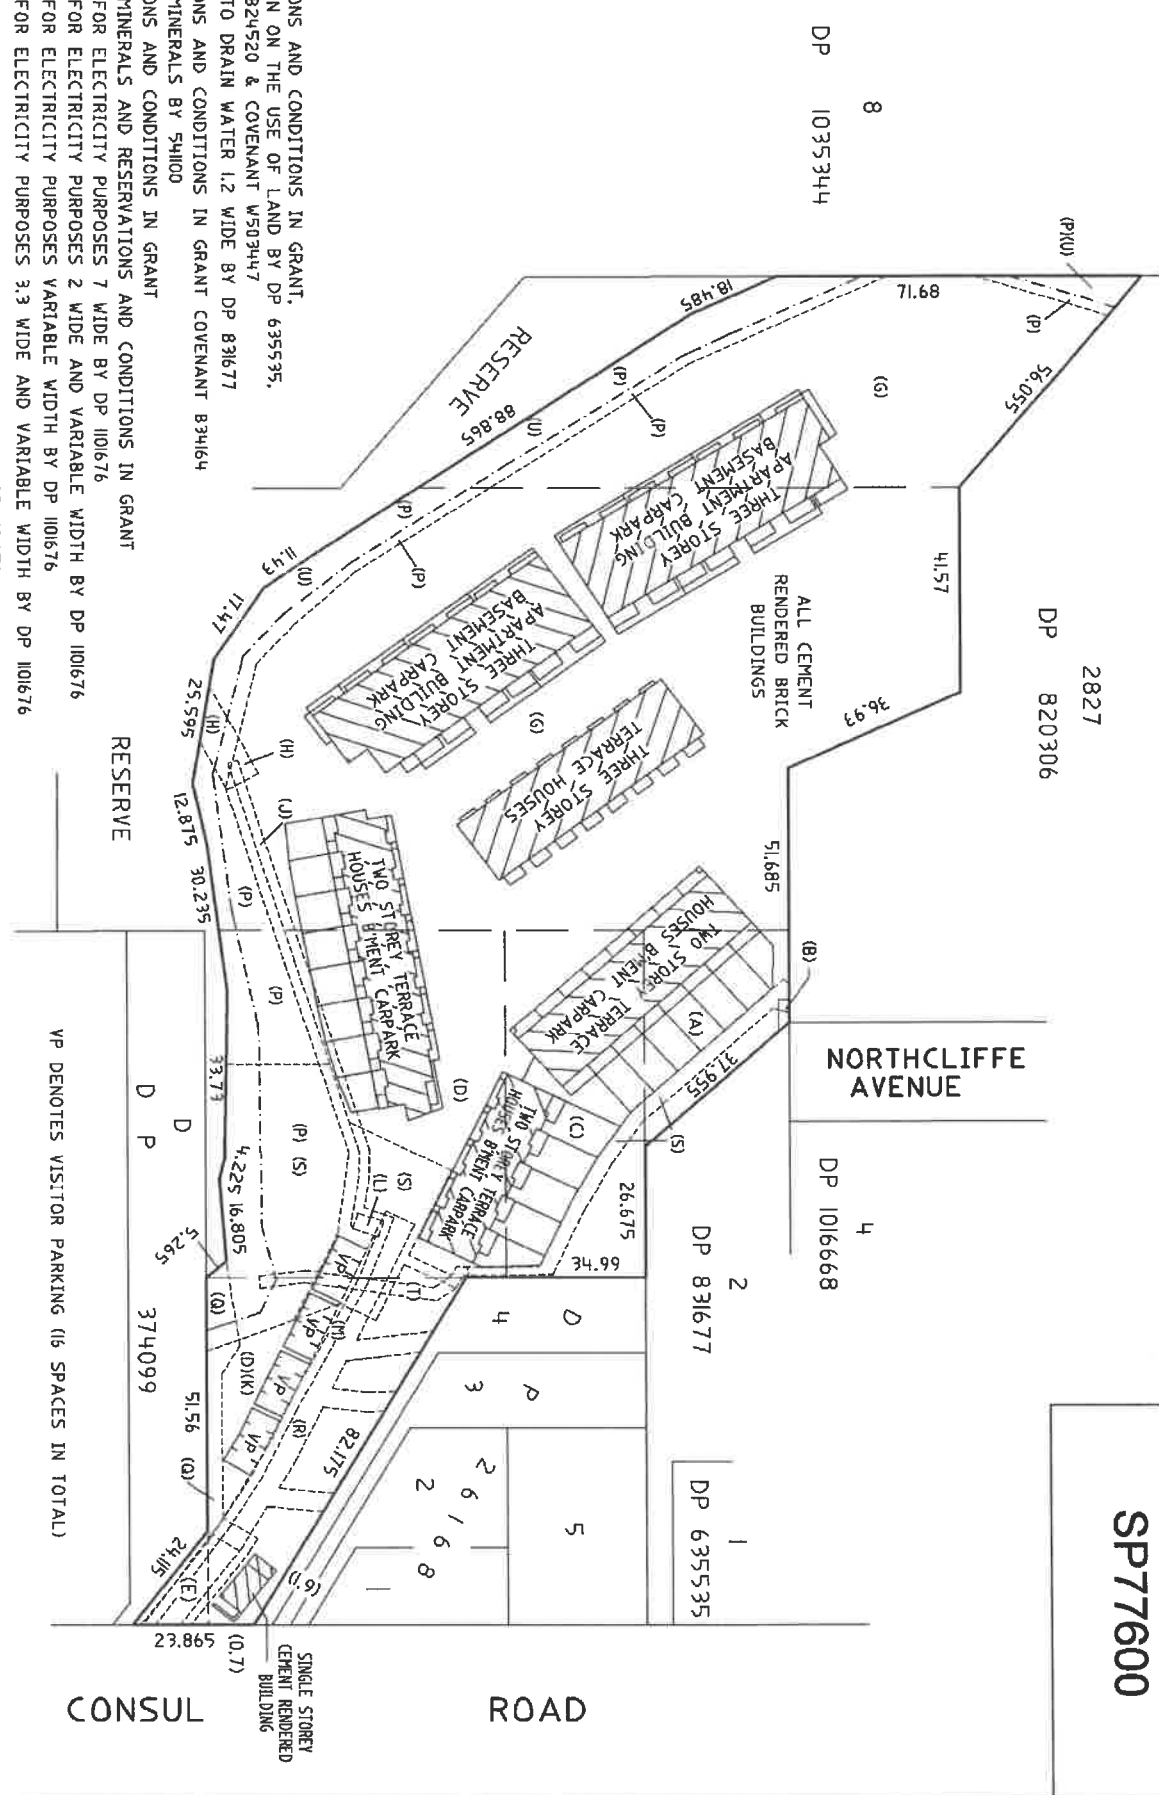 SP77600
8
DP 1035344
2827
DP 820306
NORTHCLIFFE
AVENUE
4
DP 1016668
2
DP 831677
1
DP 635535
(P)(U)
(P)
71.68
56.055
18.485
(G)
RESERVE
88.865
(U)
(P)
(P)
THREE STOREY
APARTMENT BUILDING
BASEMENT CARPARK
41.57
36.93
ALL CEMENT
RENDERED BRICK
BUILDINGS
51.685
(B)
(P)
(P)
11.43
(U)
17.47
THREE STOREY
APARTMENT BUILDING
BASEMENT CARPARK
(G)
THREE STOREY
TERRACE HOUSES
25.595
(H)
(H)
(J)
RESERVE
12.875
30.235
(P)
(P)
TWO STOREY TERRACE
HOUSES B'MENT CARPARK
TWO STOREY TERRACE
HOUSES B'MENT CARPARK
(A)
37.955
(S)
(C)
(D)
TWO STOREY TERRACE
HOUSES B'MENT CARPARK
26.675
34.99
33.73
(P) (S)
(S)
(L)
4.225
16.805
5.265
(Q)
(T)
VP
VP
VP
VP
(M)
(D)(K)
(R)
51.56
(Q)
82.175
24.115
(E)
(1.9)
23.865
(0.7)
SINGLE STOREY
CEMENT RENDERED
BUILDING
D P
D
374099
D P
4
3
2
1
5
26168
CONSUL ROAD
VP DENOTES VISITOR PARKING (16 SPACES IN TOTAL)
ONS AND CONDITIONS IN GRANT,
N ON THE USE OF LAND BY DP 635535,
824520 & COVENANT W503447
TO DRAIN WATER 1.2 WIDE BY DP 831677
ONS AND CONDITIONS IN GRANT COVENANT B34164
MINERALS BY 541100
ONS AND CONDITIONS IN GRANT
MINERALS AND RESERVATIONS AND CONDITIONS IN GRANT
FOR ELECTRICITY PURPOSES 7 WIDE BY DP 1101676
FOR ELECTRICITY PURPOSES 2 WIDE AND VARIABLE WIDTH BY DP 1101676
FOR ELECTRICITY PURPOSES VARIABLE WIDTH BY DP 1101676
FOR ELECTRICITY PURPOSES 3.3 WIDE AND VARIABLE WIDTH BY DP 1101676